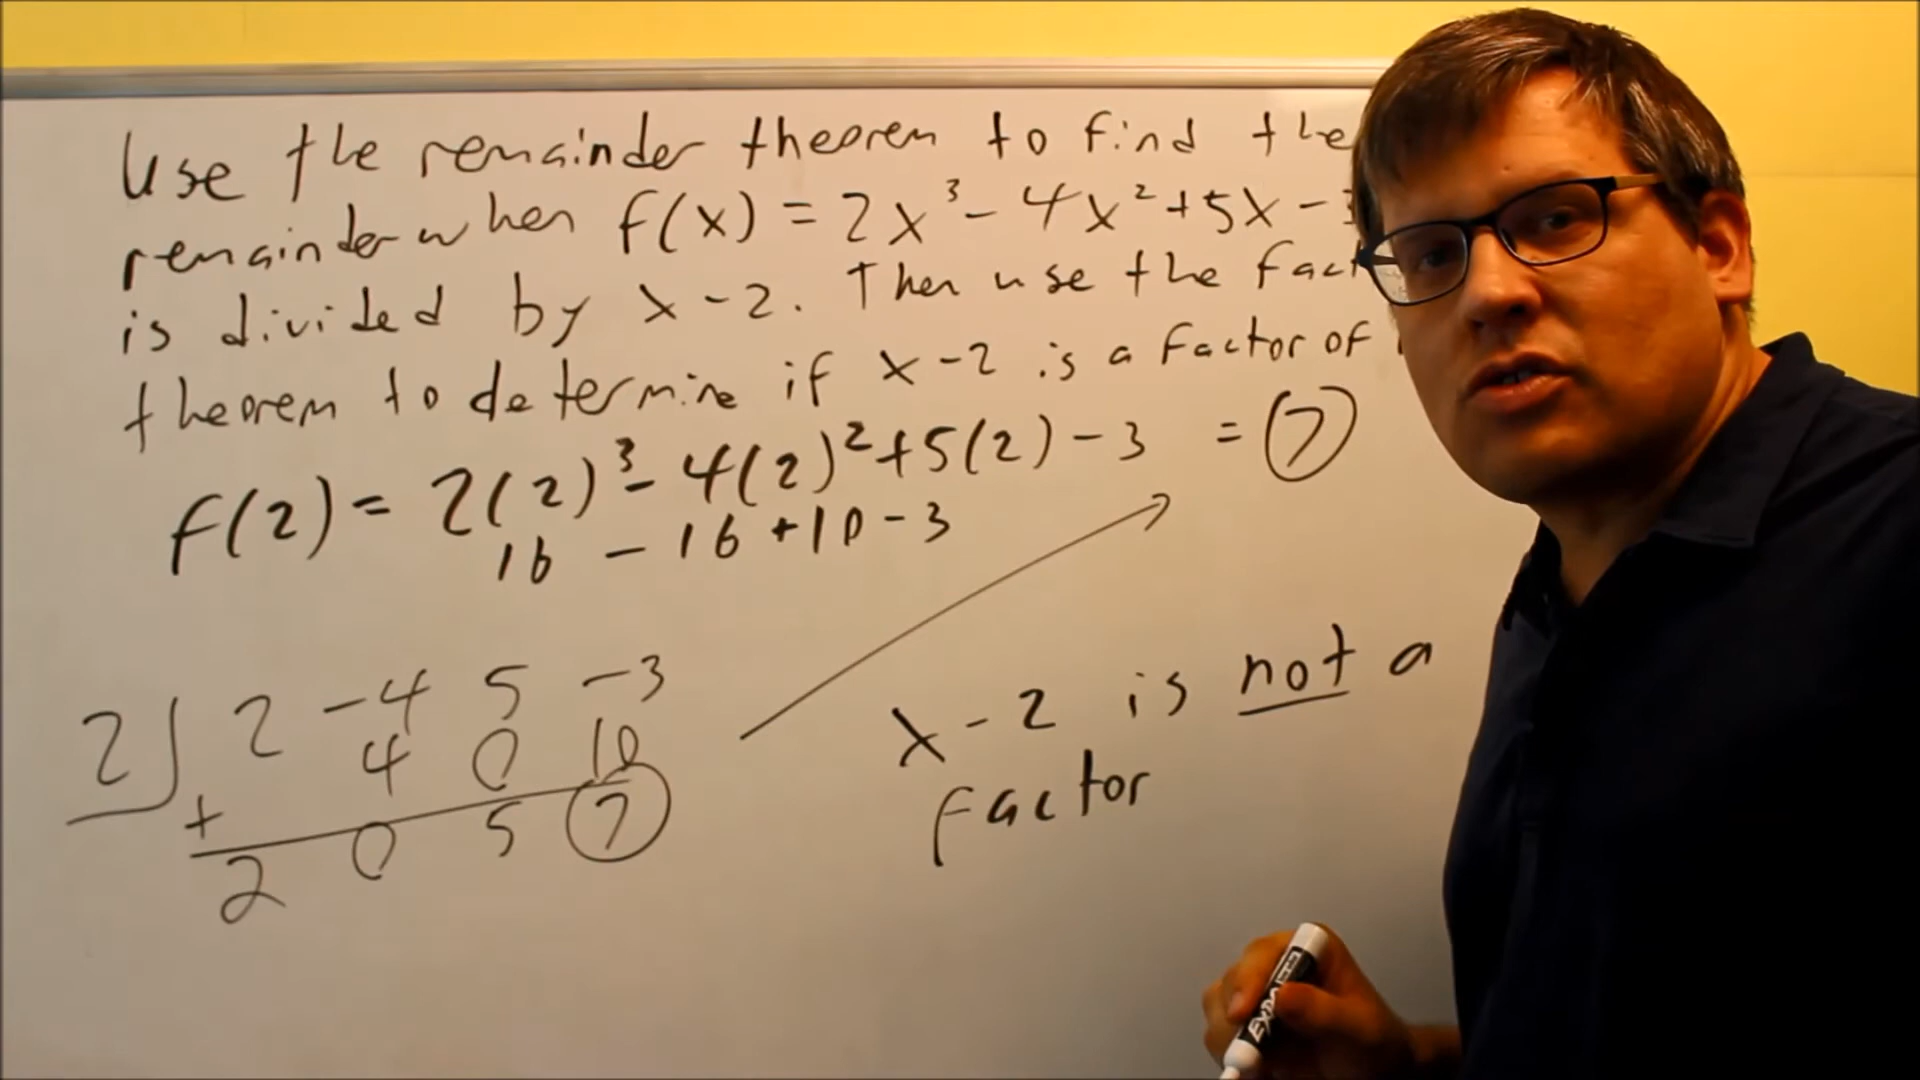 Use the remainder theorem to find the
remainder when f(x) = 2x³ - 4x² + 5x - 3
is divided by x - 2. Then use the fact
theorem to determine if x - 2 is a factor of
f(2) = 2(2)³ - 4(2)² + 5(2) - 3 = 7
16 - 16 + 10 - 3
2 2 -4 5 -3
4 0 10
+
2 0 5 7
x - 2 is not a
factor
EXPO